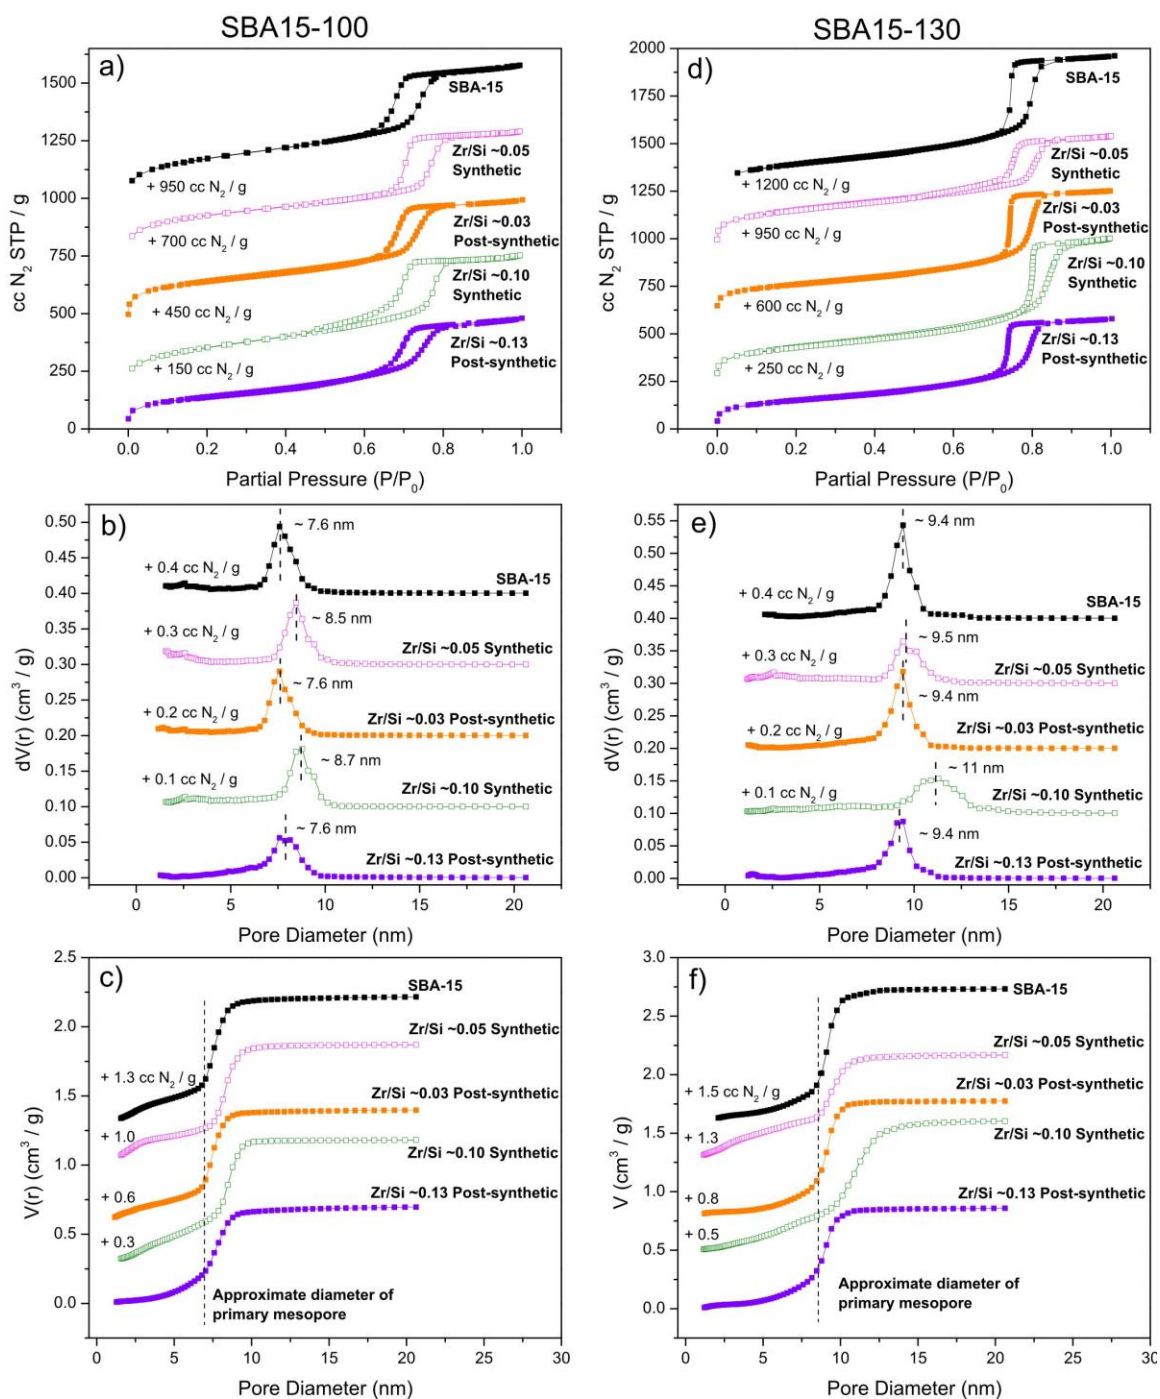 SBA15-100
SBA15-130
a)
1500
1250
1000
750
500
250
0
cc N2 STP / g
SBA-15
+ 950 cc N2 / g
Zr/Si ~0.05
Synthetic
+ 700 cc N2 / g
Zr/Si ~0.03
Post-synthetic
+ 450 cc N2 / g
Zr/Si ~0.10
Synthetic
+ 150 cc N2 / g
Zr/Si ~0.13
Post-synthetic
0.0 0.2 0.4 0.6 0.8 1.0
Partial Pressure (P/P0)
d)
2000
1750
1500
1250
1000
750
500
250
0
cc N2 STP / g
SBA-15
+ 1200 cc N2 / g
Zr/Si ~0.05
Synthetic
+ 950 cc N2 / g
Zr/Si ~0.03
Post-synthetic
+ 600 cc N2 / g
Zr/Si ~0.10
Synthetic
+ 250 cc N2 / g
Zr/Si ~0.13
Post-synthetic
0.0 0.2 0.4 0.6 0.8 1.0
Partial Pressure (P/P0)
b)
0.50
0.45
0.40
0.35
0.30
0.25
0.20
0.15
0.10
0.05
0.00
dV(r) (cm3 / g)
~ 7.6 nm
+ 0.4 cc N2 / g
SBA-15
~ 8.5 nm
+ 0.3 cc N2 / g
Zr/Si ~0.05 Synthetic
~ 7.6 nm
+ 0.2 cc N2 / g
Zr/Si ~0.03 Post-synthetic
~ 8.7 nm
+ 0.1 cc N2 / g
Zr/Si ~0.10 Synthetic
~ 7.6 nm
Zr/Si ~0.13 Post-synthetic
0 5 10 15 20 25
Pore Diameter (nm)
e)
0.55
0.50
0.45
0.40
0.35
0.30
0.25
0.20
0.15
0.10
0.05
0.00
dV(r) (cm3 / g)
~ 9.4 nm
+ 0.4 cc N2 / g
SBA-15
~ 9.5 nm
+ 0.3 cc N2 / g
Zr/Si ~0.05 Synthetic
~ 9.4 nm
+ 0.2 cc N2 / g
Zr/Si ~0.03 Post-synthetic
~ 11 nm
+ 0.1 cc N2 / g
Zr/Si ~0.10 Synthetic
~ 9.4 nm
Zr/Si ~0.13 Post-synthetic
0 5 10 15 20
Pore Diameter (nm)
c)
2.5
2.0
1.5
1.0
0.5
0.0
V(r) (cm3 / g)
SBA-15
Zr/Si ~0.05 Synthetic
+ 1.3 cc N2 / g
Zr/Si ~0.03 Post-synthetic
+ 1.0
Zr/Si ~0.10 Synthetic
+ 0.6
Zr/Si ~0.13 Post-synthetic
+ 0.3
Approximate diameter of
primary mesopore
0 5 10 15 20 25 30
Pore Diameter (nm)
f)
3.0
2.5
2.0
1.5
1.0
0.5
0.0
V (cm3 / g)
SBA-15
Zr/Si ~0.05 Synthetic
+ 1.5 cc N2 / g
Zr/Si ~0.03 Post-synthetic
+ 1.3
Zr/Si ~0.10 Synthetic
+ 0.8
Zr/Si ~0.13 Post-synthetic
+ 0.5
Approximate diameter of
primary mesopore
0 5 10 15 20 25 30
Pore Diameter (nm)